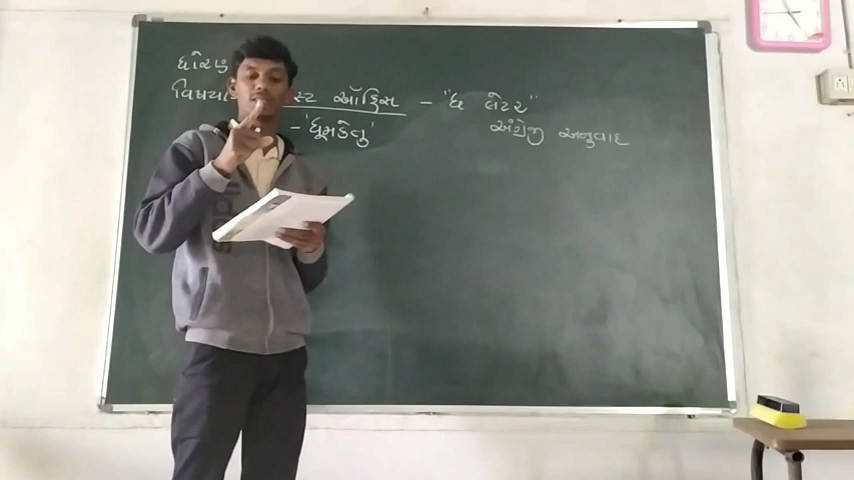 ધોરણ
વિષય
સ્ટ ઑફિસ - "ધ લેટર"
- 'ધૂમકેતુ'
અંગ્રેજી અનુવાદ